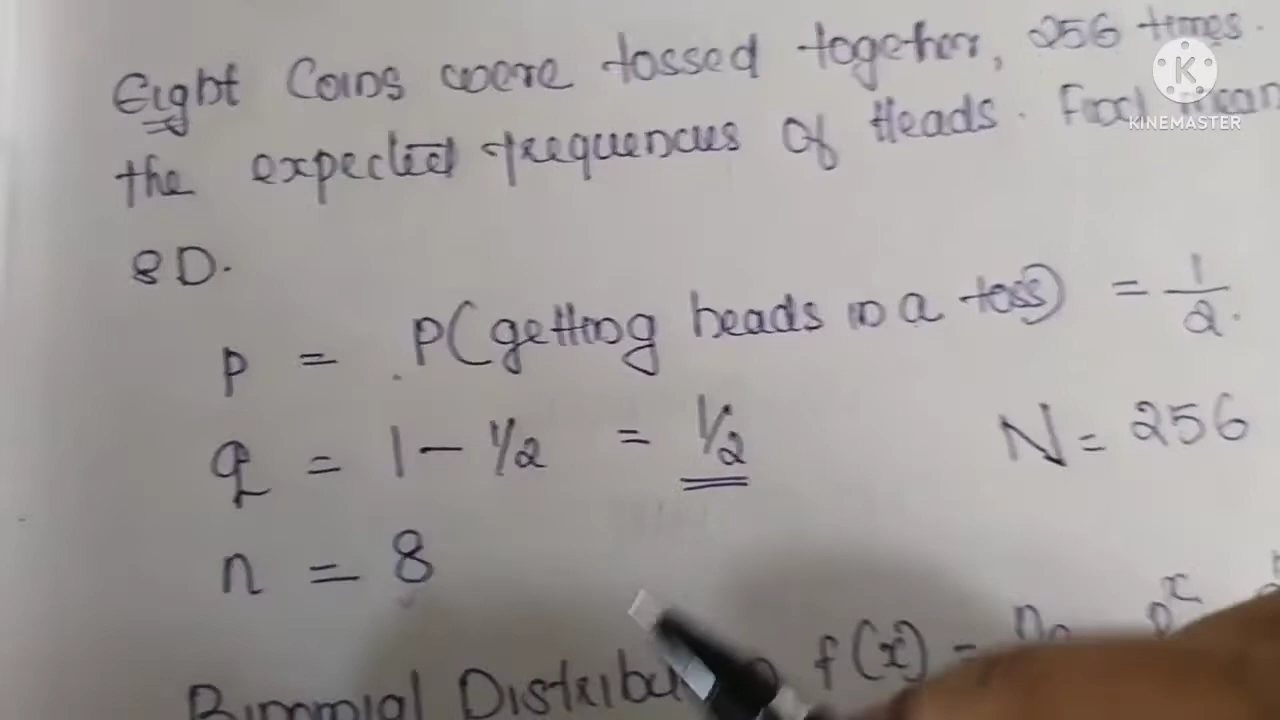 Eight Coins were tossed together, 256 times.
the expected frequencies of Heads. Find Mean
SD.
p = P(getting heads in a toss) = 1/2.
q = 1 - 1/2 = 1/2
N = 256
n = 8
Binomial f(x) =
KINEMASTER